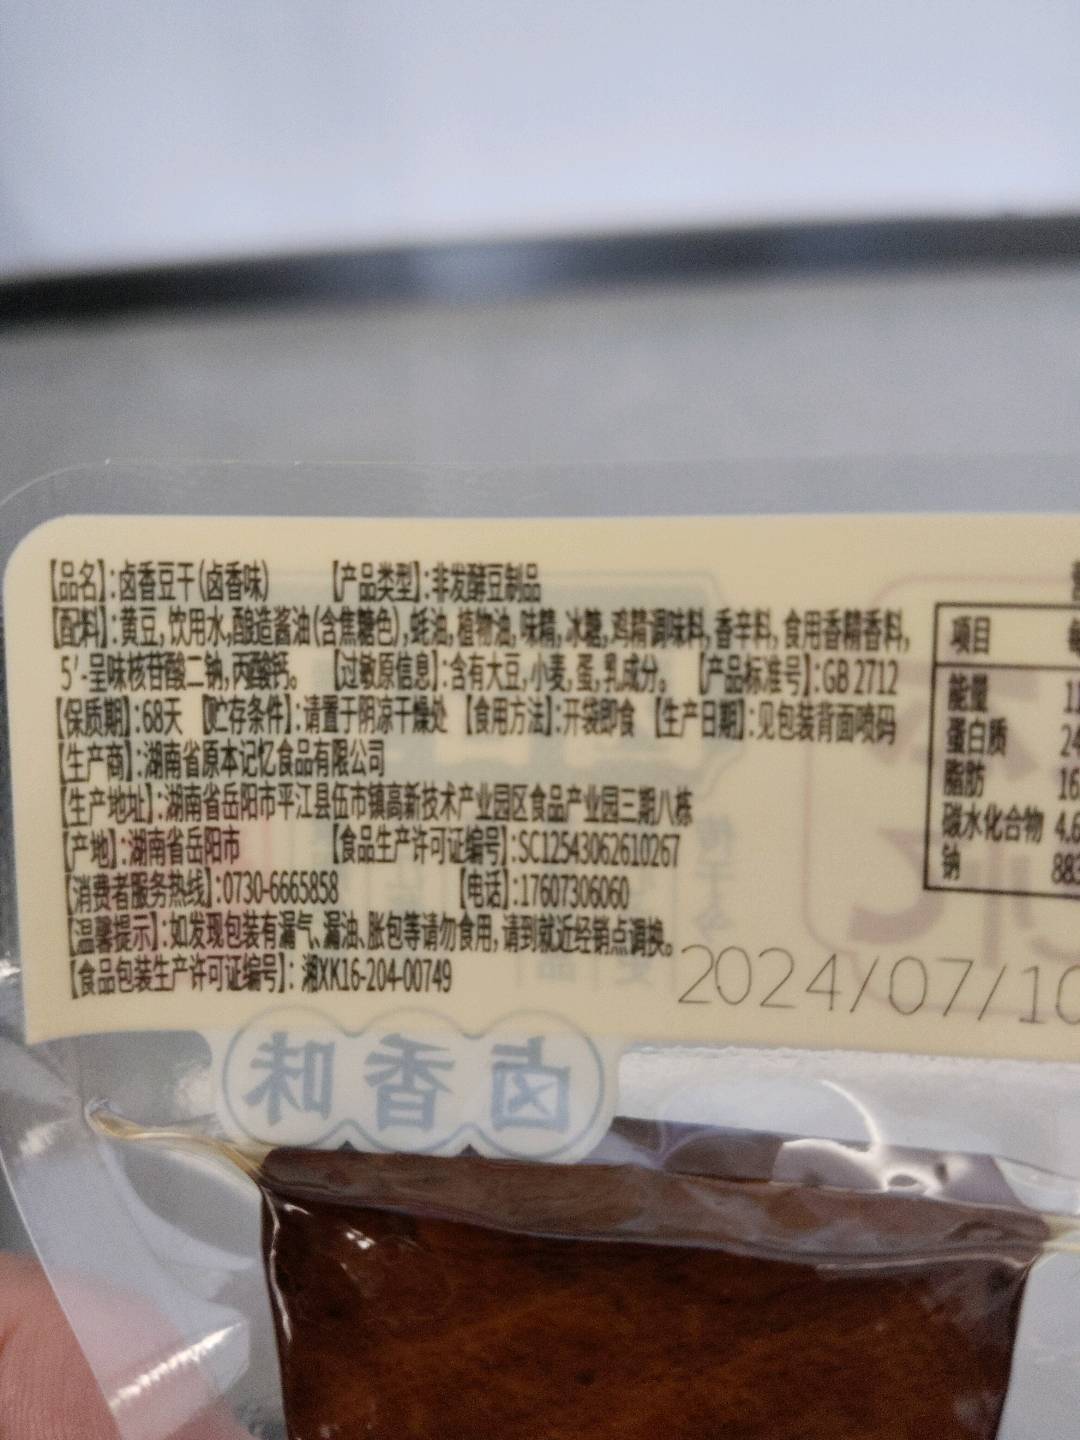 【品名】:卤香豆干(卤香味) 【产品类型】:非发酵豆制品
【配料】:黄豆,饮用水,酿造酱油(含焦糖色),蚝油,植物油,味精,冰糖,鸡精调味料,香辛料,食用香精香料,
5'-呈味核苷酸二钠,丙酸钙。 【过敏原信息】:含有大豆,小麦,蛋,乳成分。 【产品标准号】:GB 2712
【保质期】:68天 【贮存条件】:请置于阴凉干燥处 【食用方法】:开袋即食 【生产日期】:见包装背面喷码
【生产商】:湖南省原本记忆食品有限公司
【生产地址】:湖南省岳阳市平江县伍市镇高新技术产业园区食品产业园三期八栋
【产地】:湖南省岳阳市 【食品生产许可证编号】:SC12543062610267
【消费者服务热线】:0730-6665858 【电话】:17607306060
【温馨提示】:如发现包装有漏气、漏油、胀包等请勿食用,请到就近经销点调换。
【食品包装生产许可证编号】:湘XK16-204-00749
项目
能量
蛋白质 24
脂肪 16
碳水化合物 4.6
钠 883
2024/07/10
卤香味